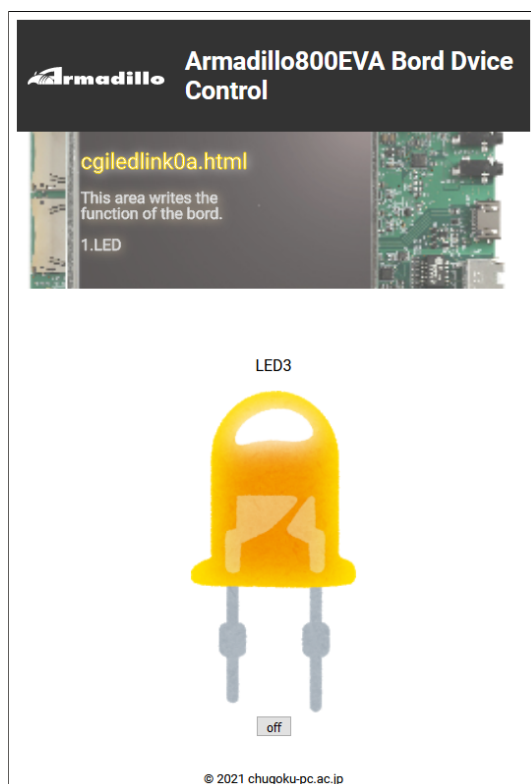 Armadillo
Armadillo800EVA Bord Dvice
Control
cgiledlink0a.html
This area writes the
function of the bord.
1.LED
LED3
off
© 2021 chugoku-pc.ac.jp